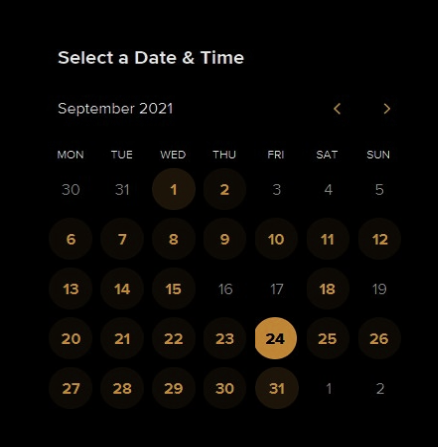 Select a Date & Time
September 2021
MON TUE WED THU FRI SAT SUN
30 31 1 2 3 4 5
6 7 8 9 10 11 12
13 14 15 16 17 18 19
20 21 22 23 24 25 26
27 28 29 30 31 1 2